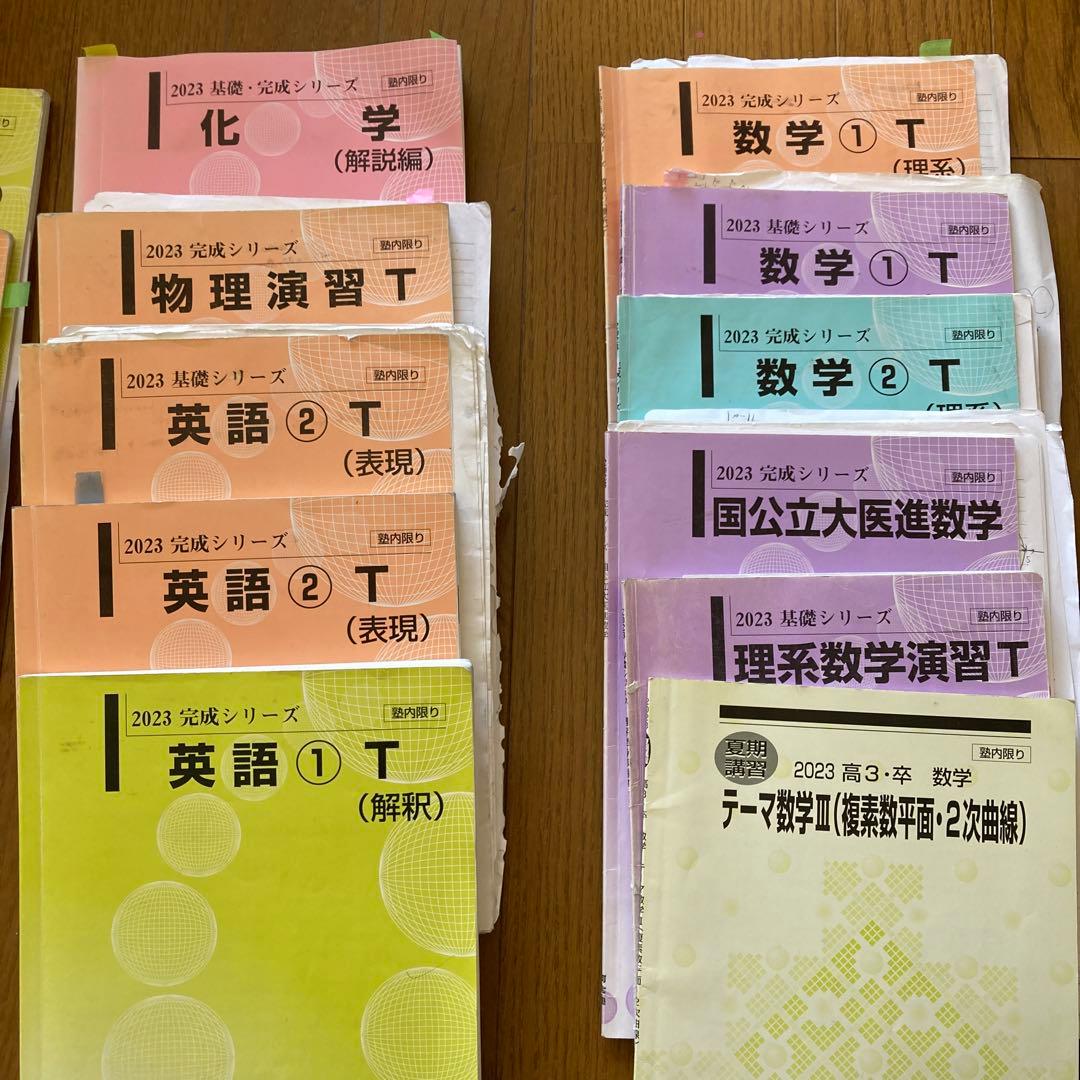 2023 基礎・完成シリーズ
塾内限り
化 学
(解説編)
2023 完成シリーズ
塾内限り
物理演習 T
2023 基礎シリーズ
塾内限り
英語 ② T
(表現)
2023 完成シリーズ
塾内限り
英語 ② T
(表現)
2023 完成シリーズ
塾内限り
英語 ① T
(解釈)
2023 完成シリーズ
塾内限り
数学 ① T
(理系)
2023 基礎シリーズ
塾内限り
数学 ① T
2023 完成シリーズ
塾内限り
数学 ② T
(理系)
2023 完成シリーズ
塾内限り
国公立大医進数学
2023 基礎シリーズ
塾内限り
理系数学演習 T
夏期
講習
塾内限り
2023 高3・卒 数学
テーマ数学Ⅲ(複素数平面・2次曲線)